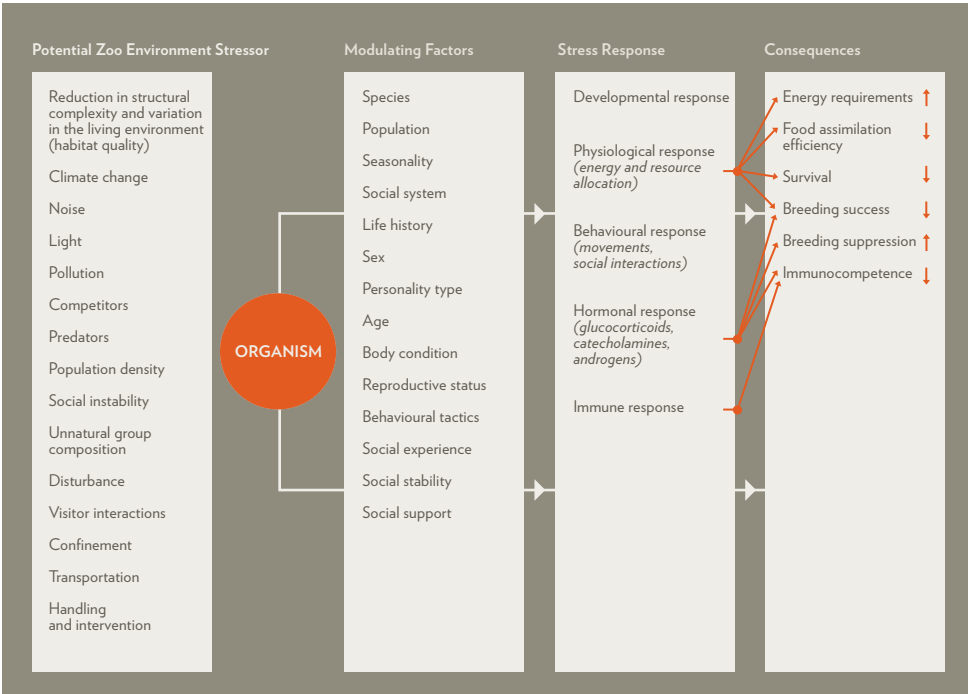 Potential Zoo Environment Stressor
Reduction in structural
complexity and variation
in the living environment
(habitat quality)
Climate change
Noise
Light
Pollution
Competitors
Predators
Population density
Social instability
Unnatural group
composition
Disturbance
Visitor interactions
Confinement
Transportation
Handling
and intervention
ORGANISM
Modulating Factors
Species
Population
Seasonality
Social system
Life history
Sex
Personality type
Age
Body condition
Reproductive status
Behavioural tactics
Social experience
Social stability
Social support
Stress Response
Developmental response
Physiological response
(energy and resource
allocation)
Behavioural response
(movements,
social interactions)
Hormonal response
(glucocorticoids,
catecholamines,
androgens)
Immune response
Consequences
Energy requirements ↑
Food assimilation ↓
efficiency
Survival ↓
Breeding success ↓
Breeding suppression ↑
Immunocompetence ↓